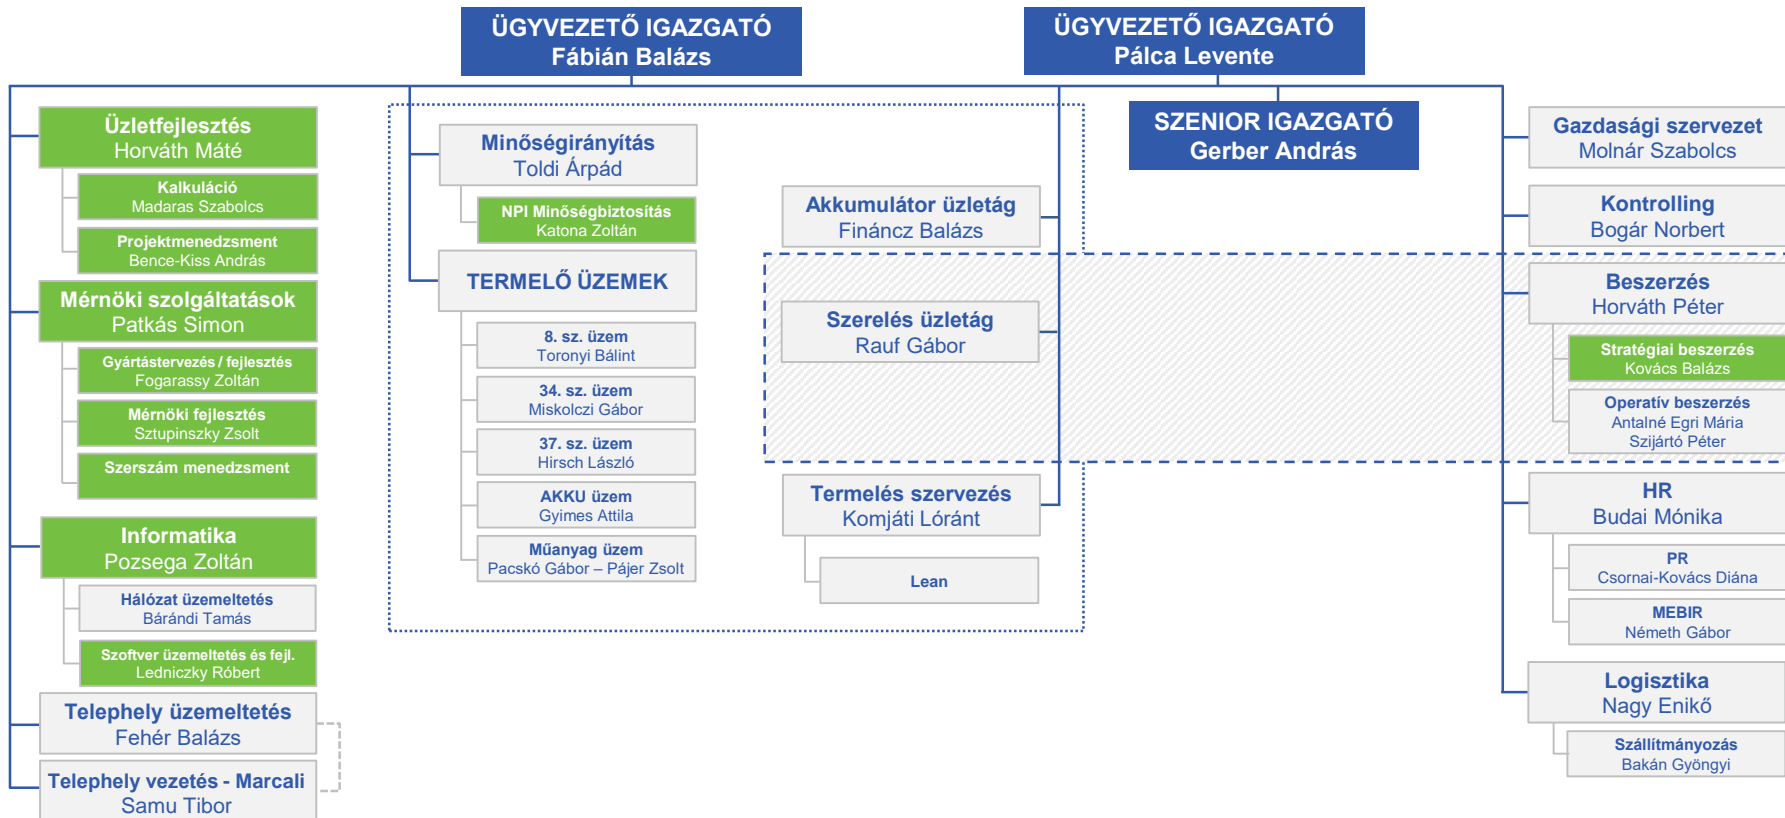 ÜGYVEZETŐ IGAZGATÓ
Fábián Balázs
ÜGYVEZETŐ IGAZGATÓ
Pálca Levente
SZENIOR IGAZGATÓ
Gerber András
Üzletfejlesztés
Horváth Máté
Kalkuláció
Madaras Szabolcs
Projektmenedzsment
Bence-Kiss András
Mérnöki szolgáltatások
Patkás Simon
Gyártástervezés / fejlesztés
Fogarassy Zoltán
Mérnöki fejlesztés
Sztupinszky Zsolt
Szerszám menedzsment
Informatika
Pozsega Zoltán
Hálózat üzemeltetés
Bárándi Tamás
Szoftver üzemeltetés és fejl.
Ledniczky Róbert
Telephely üzemeltetés
Fehér Balázs
Telephely vezetés - Marcali
Samu Tibor
Minőségirányítás
Toldi Árpád
NPI Minőségbiztosítás
Katona Zoltán
TERMELŐ ÜZEMEK
8. sz. üzem
Toronyi Bálint
34. sz. üzem
Miskolczi Gábor
37. sz. üzem
Hirsch László
AKKU üzem
Gyimes Attila
Műanyag üzem
Pacskó Gábor – Pájer Zsolt
Akkumulátor üzletág
Fináncz Balázs
Szerelés üzletág
Rauf Gábor
Termelés szervezés
Komjáti Lóránt
Lean
Gazdasági szervezet
Molnár Szabolcs
Kontrolling
Bogár Norbert
Beszerzés
Horváth Péter
Stratégiai beszerzés
Kovács Balázs
Operatív beszerzés
Antalné Egri Mária
Szijártó Péter
HR
Budai Mónika
PR
Csornai-Kovács Diána
MEBIR
Németh Gábor
Logisztika
Nagy Enikő
Szállítmányozás
Bakán Gyöngyi